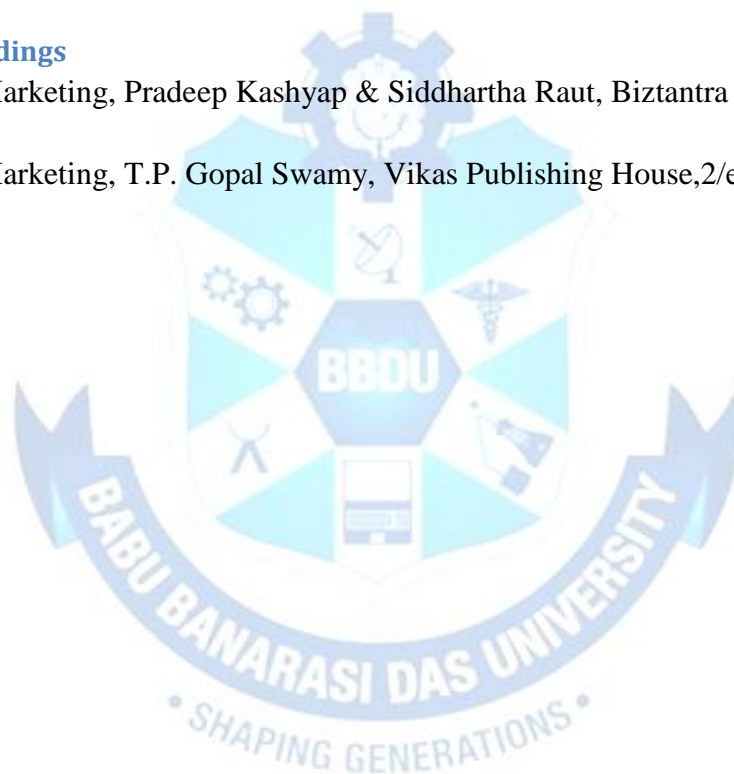 dings
Marketing, Pradeep Kashyap & Siddhartha Raut, Biztantra
Marketing, T.P. Gopal Swamy, Vikas Publishing House,2/e
BBDU
BABU BANARASI DAS UNIVERSITY
• SHAPING GENERATIONS •